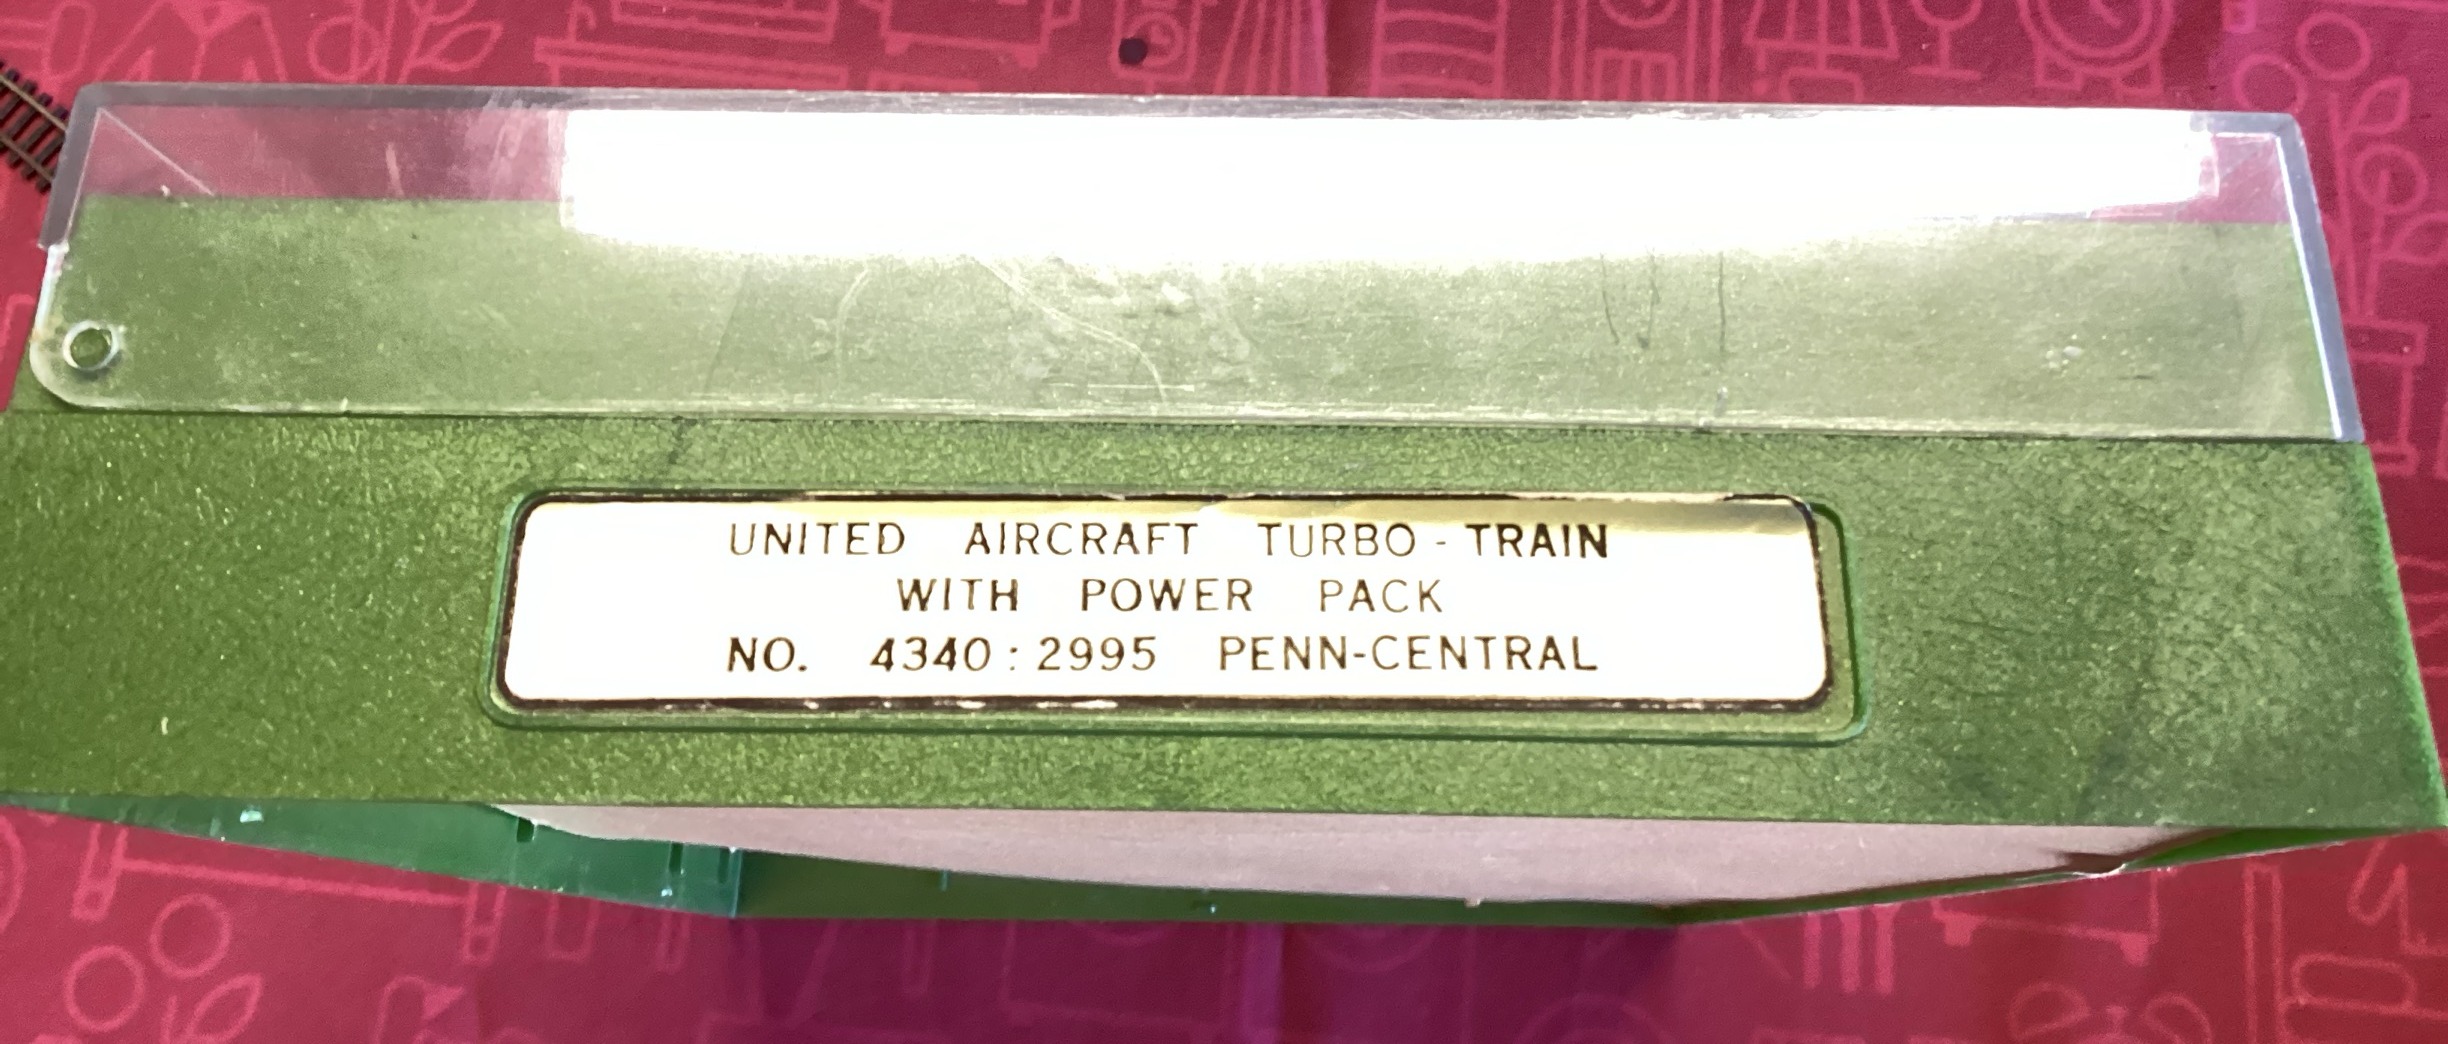 UNITED AIRCRAFT TURBO - TRAIN
WITH POWER PACK
NO. 4340 : 2995 PENN-CENTRAL